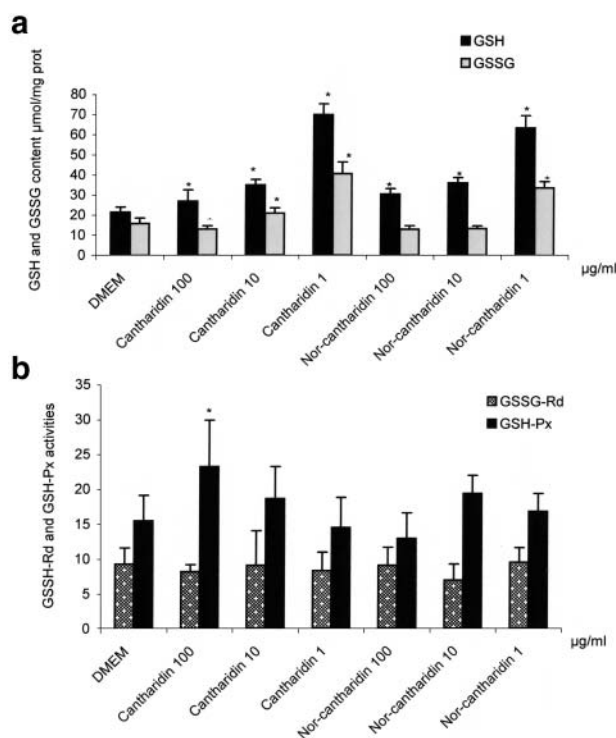 a
GSH
GSSG
GSH and GSSG content µmol/mg prot
80
70
60
50
40
30
20
10
0
* * * * * * * * *
µg/ml
DMEM
Cantharidin 100
Cantharidin 10
Cantharidin 1
Nor-cantharidin 100
Nor-cantharidin 10
Nor-cantharidin 1
b
GSSG-Rd
GSH-Px
GSSH-Rd and GSH-Px activities
35
30
25
20
15
10
5
0
*
µg/ml
DMEM
Cantharidin 100
Cantharidin 10
Cantharidin 1
Nor-cantharidin 100
Nor-cantharidin 10
Nor-cantharidin 1